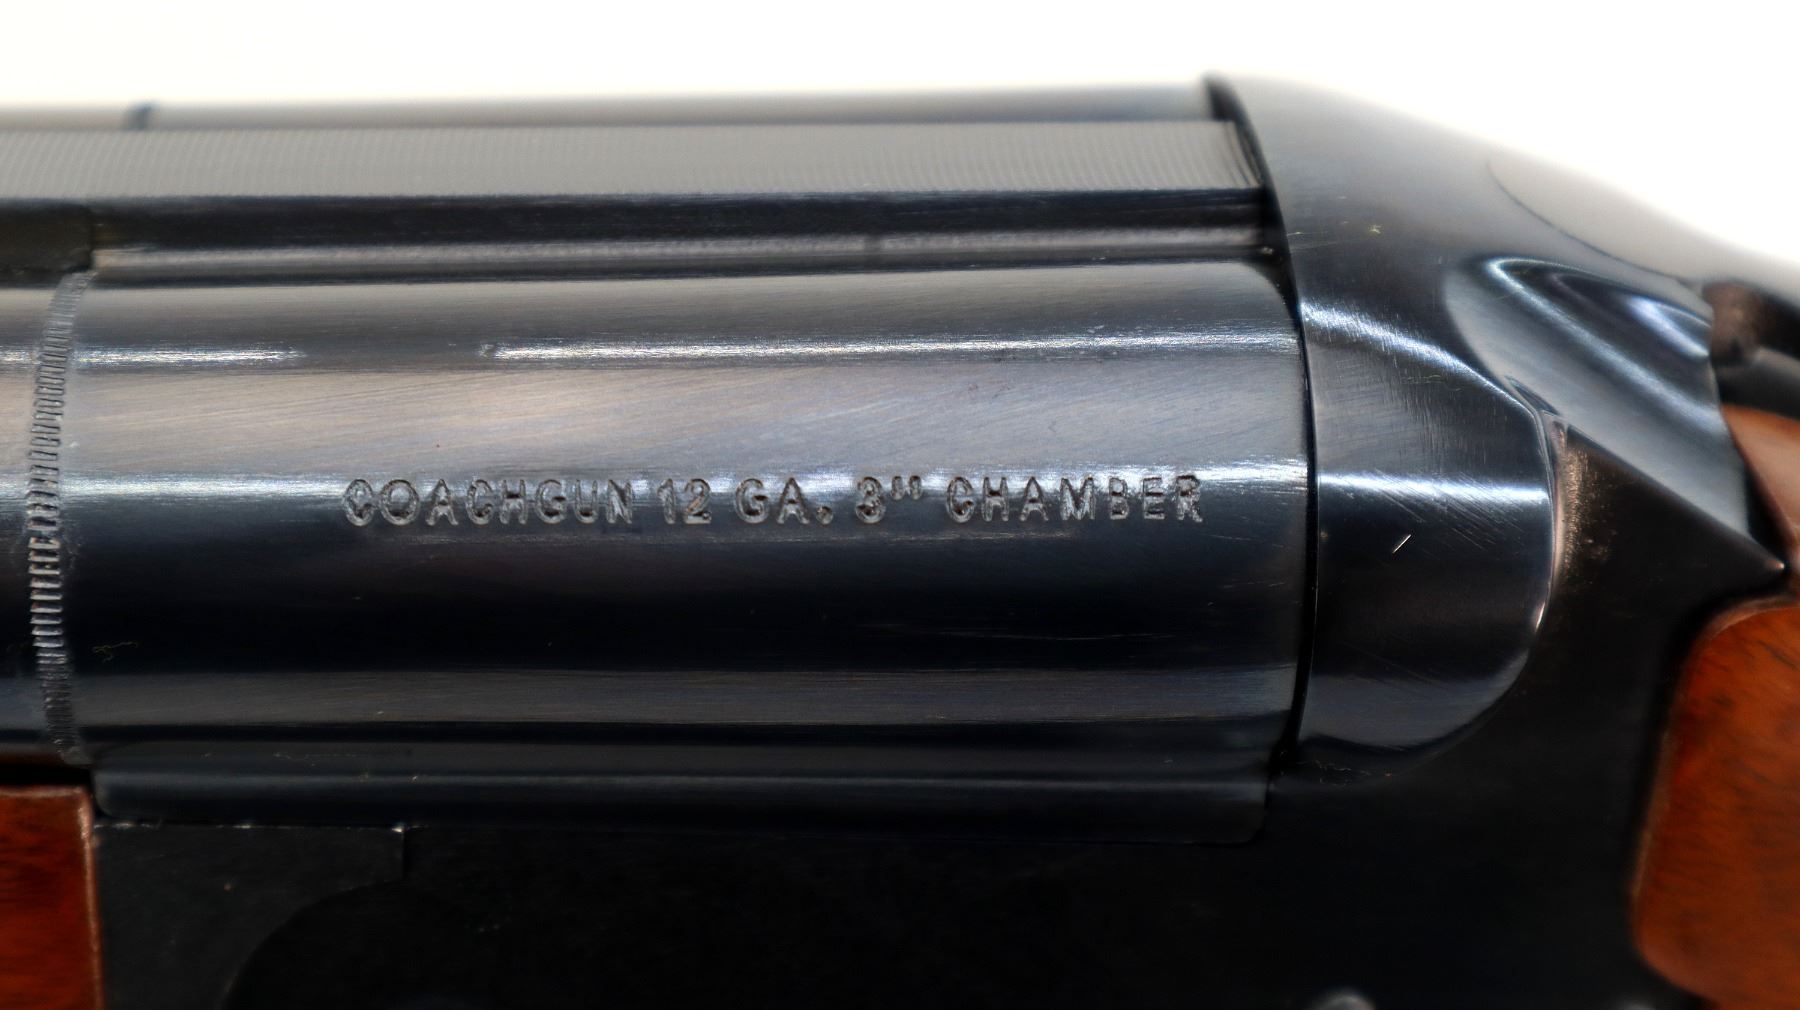 COACHGUN 12 GA. 3" CHAMBER